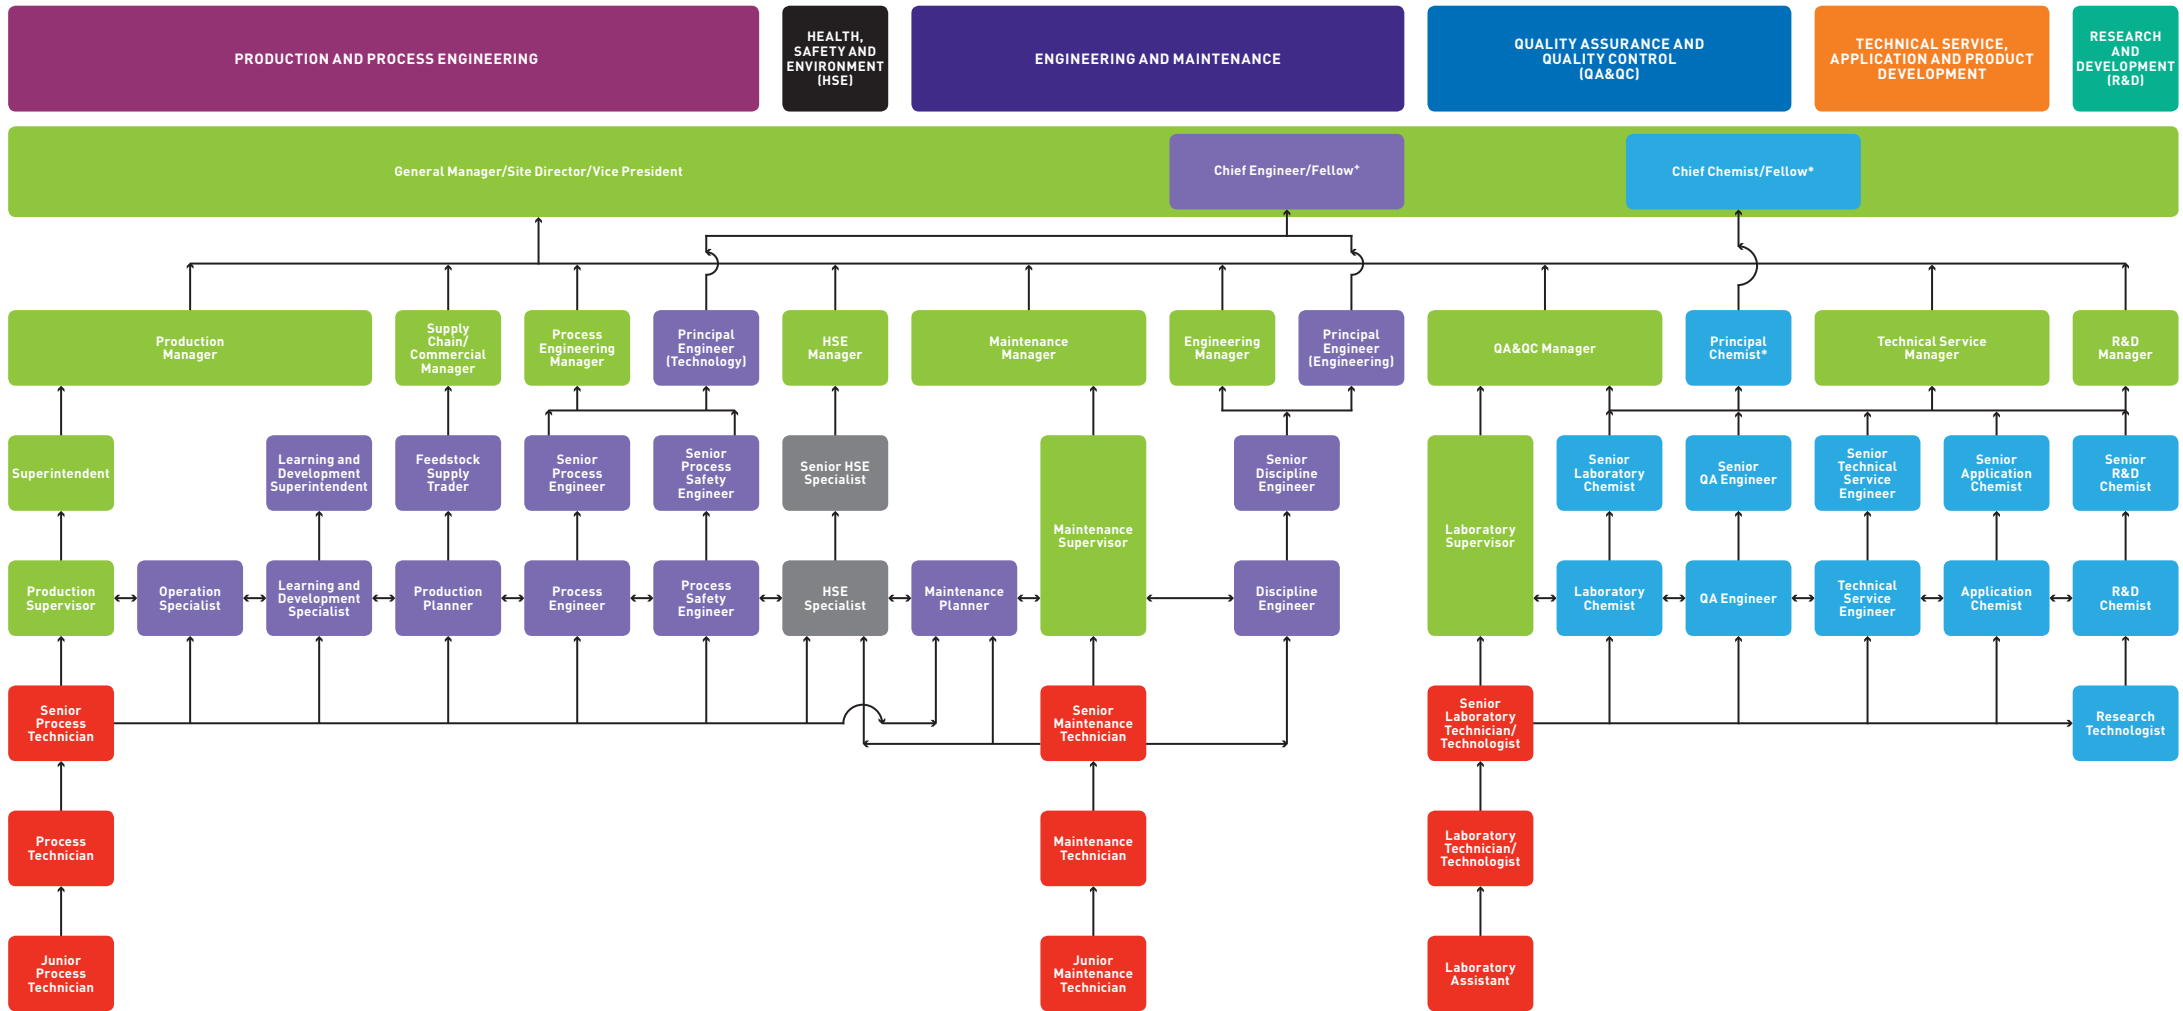 PRODUCTION AND PROCESS ENGINEERING
HEALTH,
SAFETY AND
ENVIRONMENT
(HSE)
ENGINEERING AND MAINTENANCE
QUALITY ASSURANCE AND
QUALITY CONTROL
(QA&QC)
TECHNICAL SERVICE,
APPLICATION AND PRODUCT
DEVELOPMENT
RESEARCH
AND
DEVELOPMENT
(R&D)
General Manager/Site Director/Vice President
Chief Engineer/Fellow+
Chief Chemist/Fellow*
Production
Manager
Supply
Chain/
Commercial
Manager
Process
Engineering
Manager
Principal
Engineer
(Technology)
HSE
Manager
Maintenance
Manager
Engineering
Manager
Principal
Engineer
(Engineering)
QA&QC Manager
Principal
Chemist*
Technical Service
Manager
R&D
Manager
Superintendent
Learning and
Development
Superintendent
Feedstock
Supply
Trader
Senior
Process
Engineer
Senior
Process
Safety
Engineer
Senior HSE
Specialist
Maintenance
Supervisor
Senior
Discipline
Engineer
Laboratory
Supervisor
Senior
Laboratory
Chemist
Senior
QA Engineer
Senior
Technical
Service
Engineer
Senior
Application
Chemist
Senior
R&D
Chemist
Production
Supervisor
Operation
Specialist
Learning and
Development
Specialist
Production
Planner
Process
Engineer
Process
Safety
Engineer
HSE
Specialist
Maintenance
Planner
Discipline
Engineer
Laboratory
Chemist
QA Engineer
Technical
Service
Engineer
Application
Chemist
R&D
Chemist
Senior
Process
Technician
Senior
Maintenance
Technician
Senior
Laboratory
Technician/
Technologist
Research
Technologist
Process
Technician
Maintenance
Technician
Laboratory
Technician/
Technologist
Junior
Process
Technician
Junior
Maintenance
Technician
Laboratory
Assistant